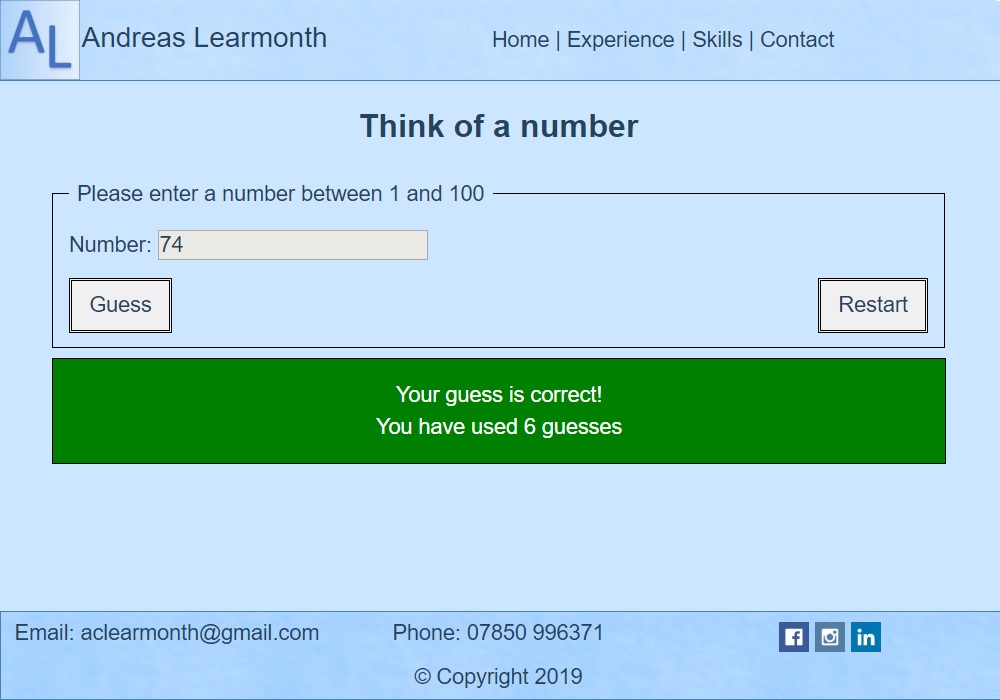 AL Andreas Learmonth
Home | Experience | Skills | Contact
Think of a number
Please enter a number between 1 and 100
Number: 74
Guess
Restart
Your guess is correct!
You have used 6 guesses
Email: aclearmonth@gmail.com
Phone: 07850 996371
f
in
© Copyright 2019